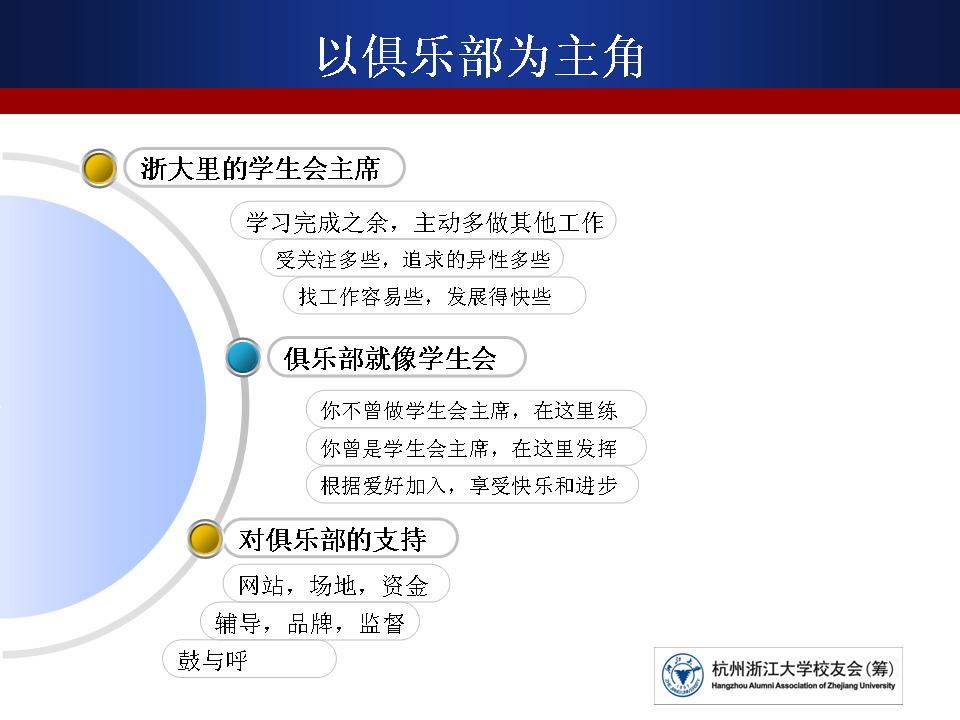 以俱乐部为主角
浙大里的学生会主席
学习完成之余，主动多做其他工作
受关注多些，追求的异性多些
找工作容易些，发展得快些
俱乐部就像学生会
你不曾做学生会主席，在这里练
你曾是学生会主席，在这里发挥
根据爱好加入，享受快乐和进步
对俱乐部的支持
网站，场地，资金
辅导，品牌，监督
鼓与呼
杭州浙江大学校友会(筹)
Hangzhou Alumni Association of Zhejiang University